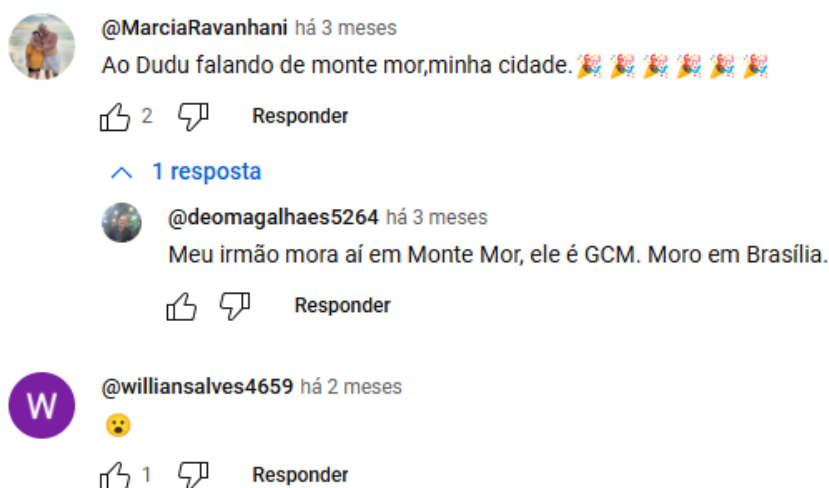 @MarciaRavanhani há 3 meses
Ao Dudu falando de monte mor,minha cidade.🎉🎉🎉🎉🎉🎉
2 Responder
1 resposta
@deomagalhaes5264 há 3 meses
Meu irmão mora aí em Monte Mor, ele é GCM. Moro em Brasília.
Responder
W
@williansalves4659 há 2 meses
😮
1 Responder